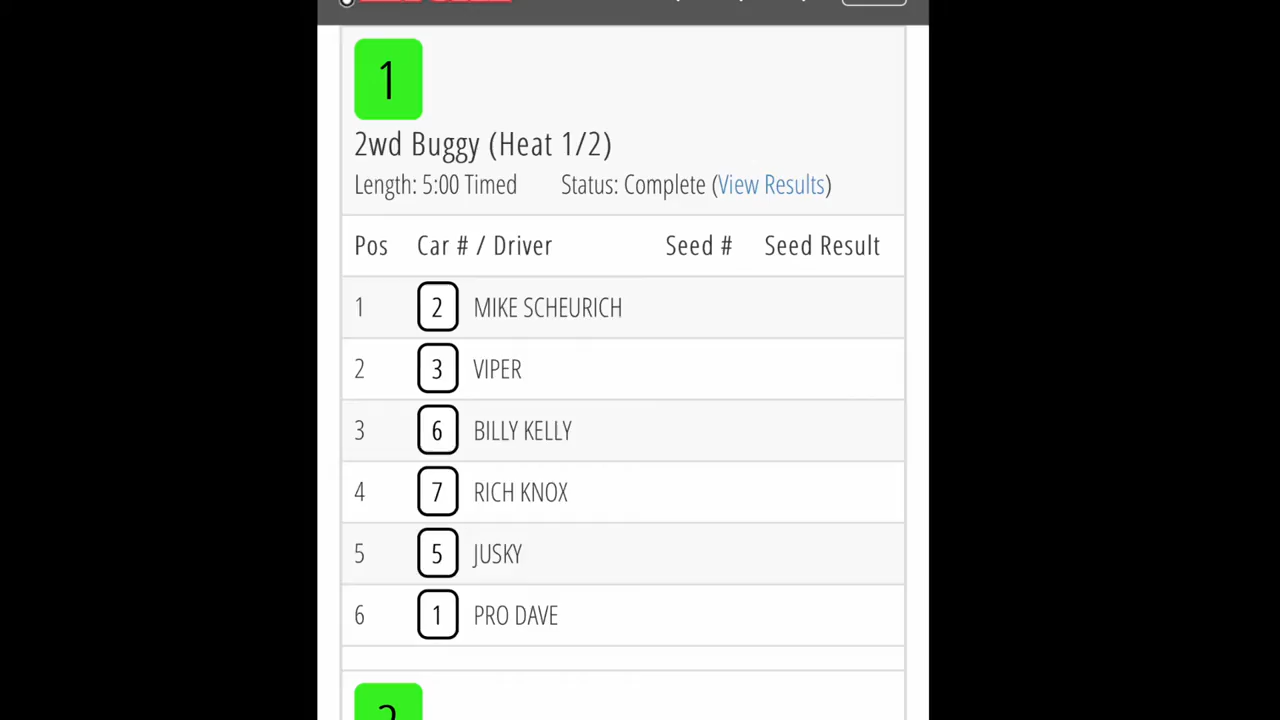 1
2wd Buggy (Heat 1/2)
Length: 5:00 Timed Status: Complete (View Results)
Pos Car # / Driver Seed # Seed Result
1 2 MIKE SCHEURICH
2 3 VIPER
3 6 BILLY KELLY
4 7 RICH KNOX
5 5 JUSKY
6 1 PRO DAVE
2